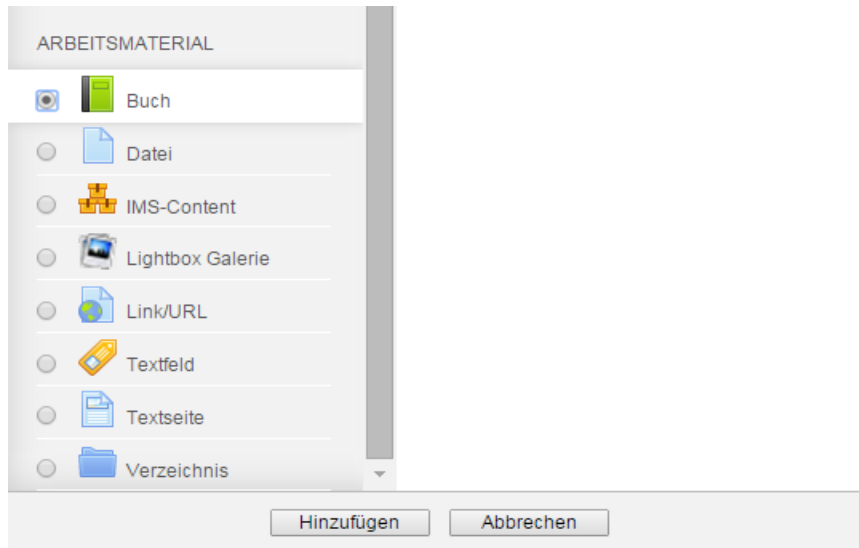 ARBEITSMATERIAL
Buch
Datei
IMS-Content
Lightbox Galerie
Link/URL
Textfeld
Textseite
Verzeichnis
Hinzufügen Abbrechen